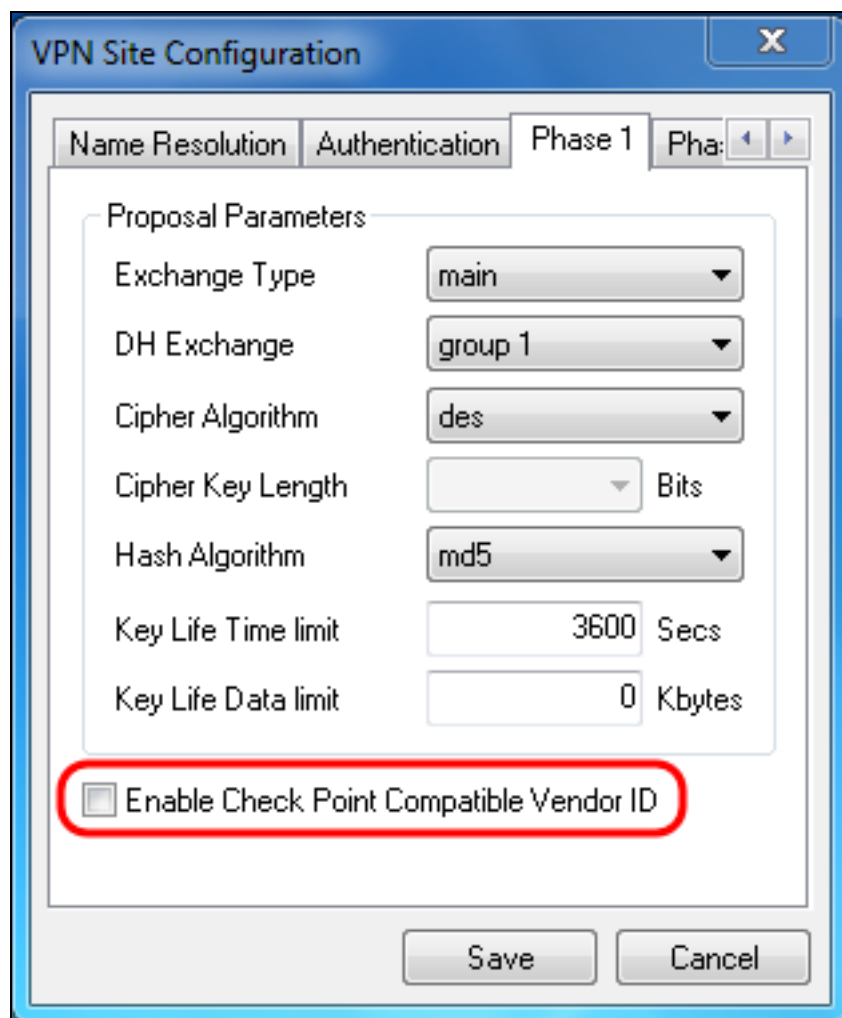 VPN Site Configuration
Name Resolution Authentication Phase 1 Pha
Proposal Parameters
Exchange Type main
DH Exchange group 1
Cipher Algorithm des
Cipher Key Length Bits
Hash Algorithm md5
Key Life Time limit 3600 Secs
Key Life Data limit 0 Kbytes
Enable Check Point Compatible Vendor ID
Save Cancel